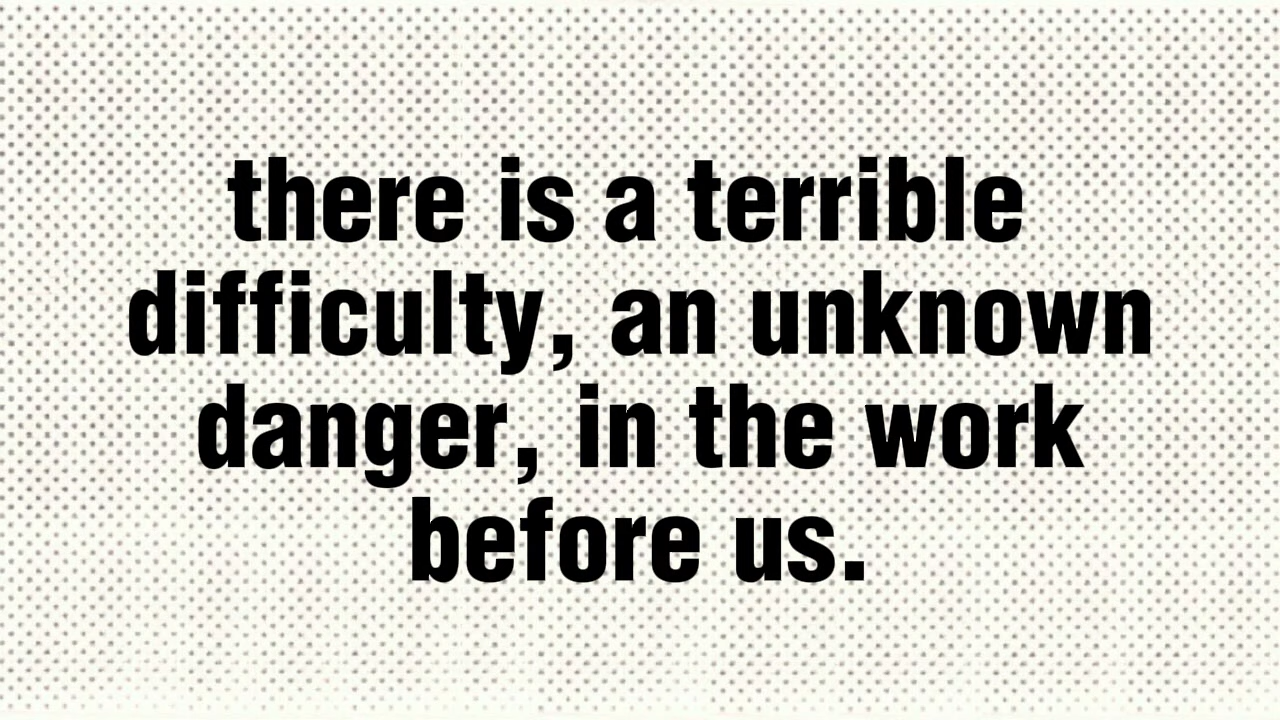 there is a terrible
difficulty, an unknown
danger, in the work
before us.